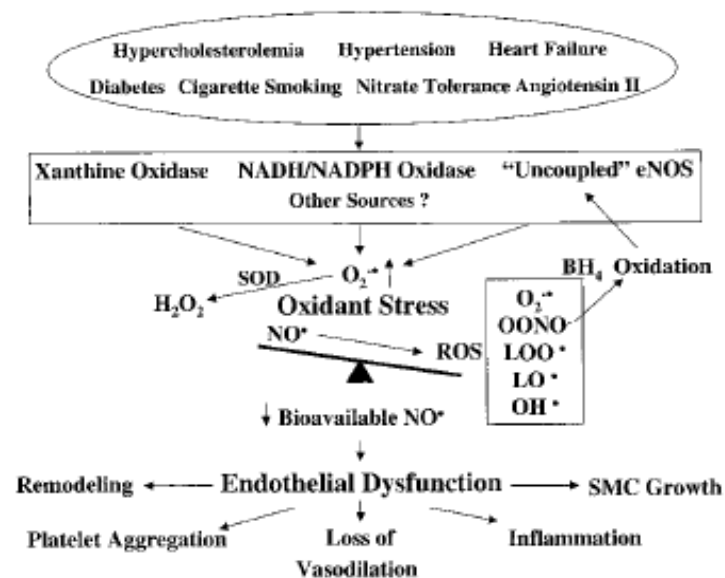 Hypercholesterolemia Hypertension Heart Failure
Diabetes Cigarette Smoking Nitrate Tolerance Angiotensin II
Xanthine Oxidase NADH/NADPH Oxidase “Uncoupled” eNOS
Other Sources ?
SOD O₂⁻• BH₄ Oxidation
H₂O₂ Oxidant Stress
NO• ROS
O₂⁻•
OONO
LOO•
LO•
OH•
Bioavailable NO•
Remodeling Endothelial Dysfunction SMC Growth
Platelet Aggregation Loss of Inflammation
Vasodilation